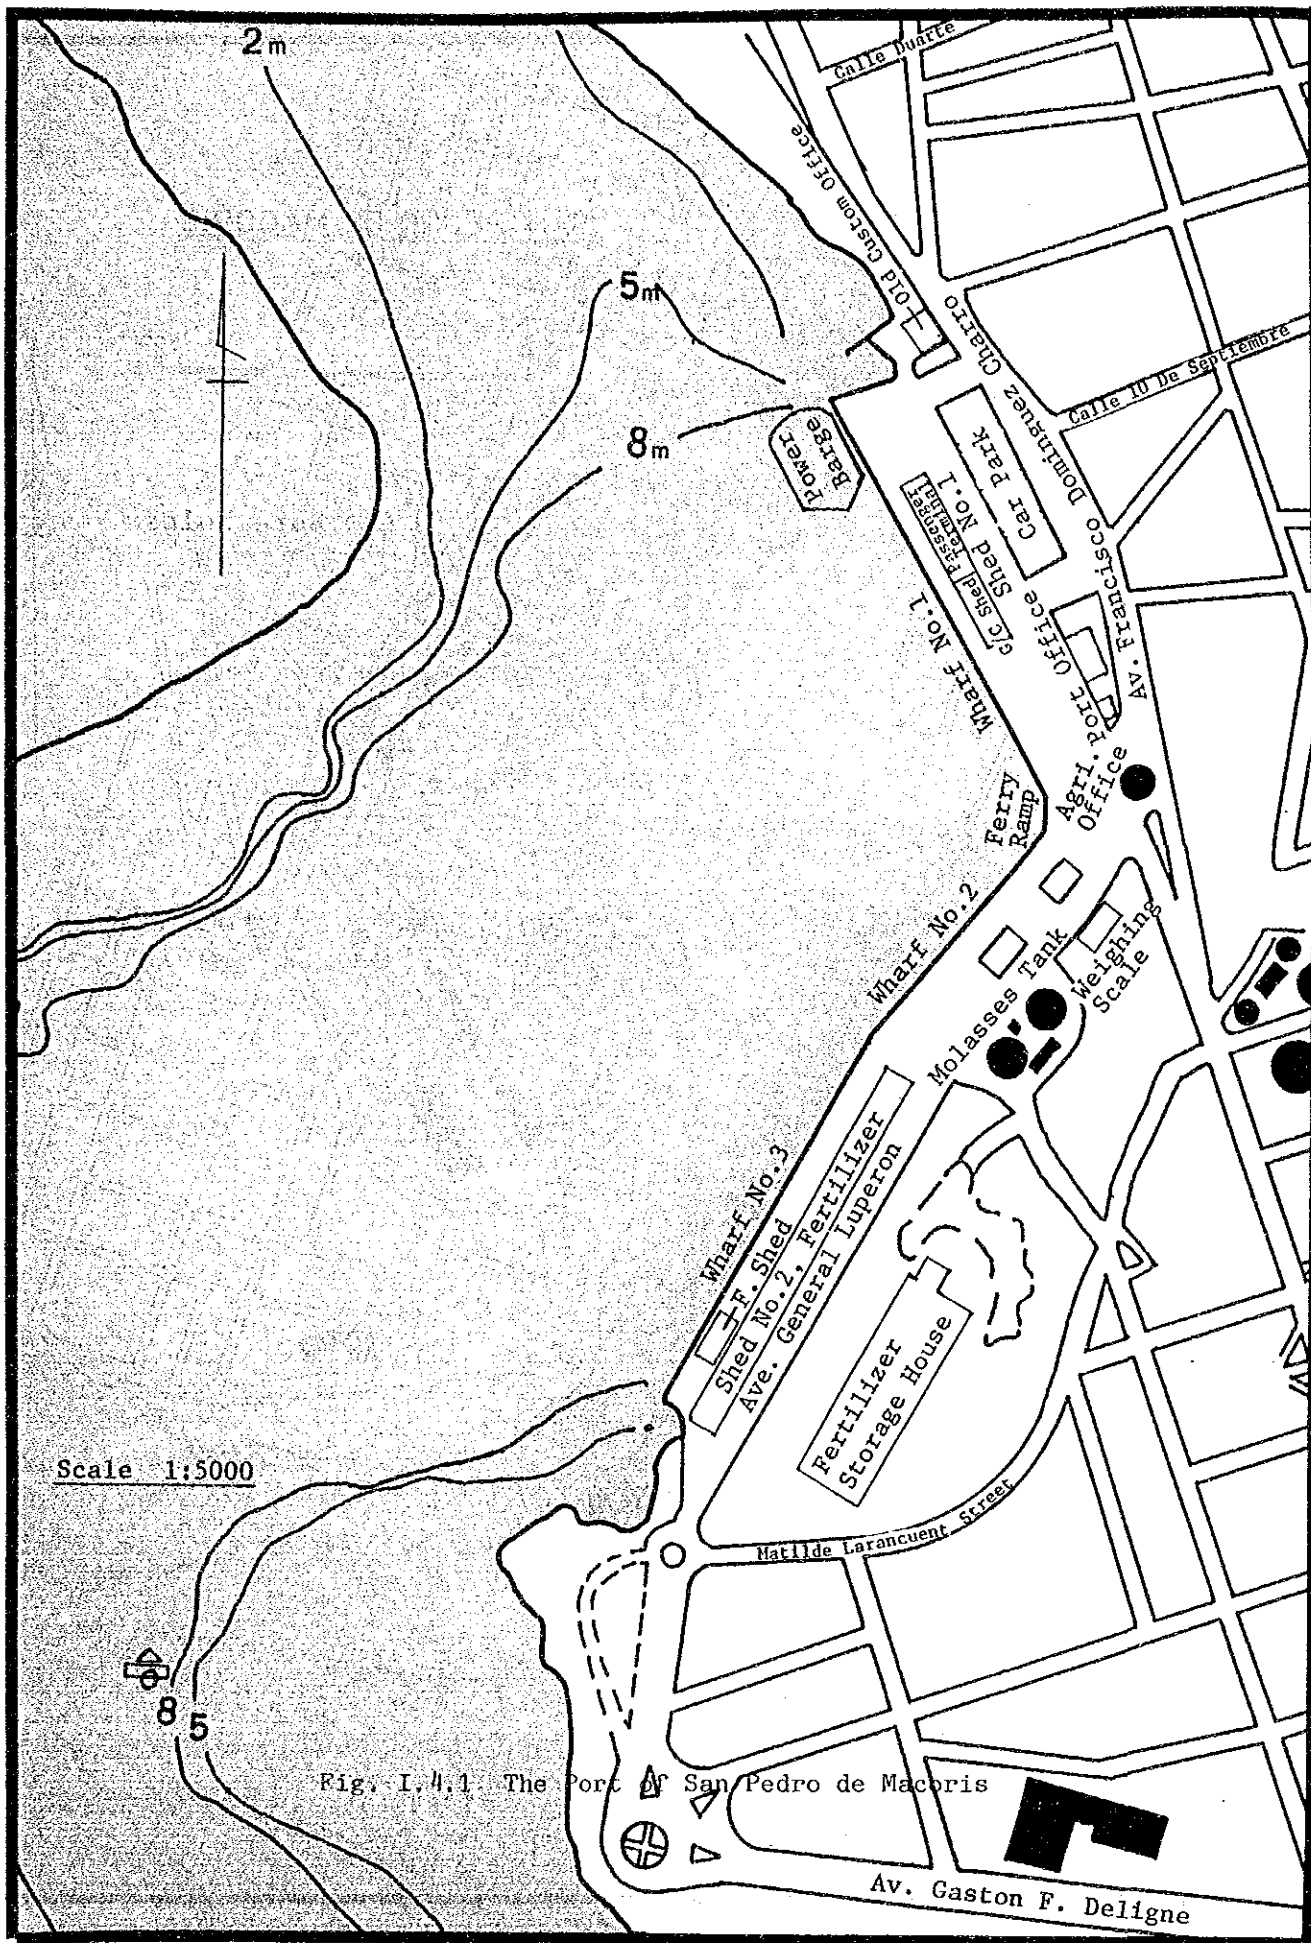 2m
Calle Duarte
Old Custom Office
5m
Calle 10 De Septiembre
8m
Power
Barge
Car Park
Av. Francisco Dominguez Charro
Passenger
Terminal
Shed No.1
C/C Shed
Wharf No.1
Port Office
Agri.
Office
Ferry
Ramp
Wharf No.2
Molasses Tank
Weighing
Scale
Wharf No.3
F. Shed
Shed No.2, Fertilizer
Ave. General Luperon
Fertilizer
Storage House
Scale 1:5000
Matilde Larancuent Street
8
5
Fig. I.4.1 The Port of San Pedro de Macoris
Av. Gaston F. Deligne